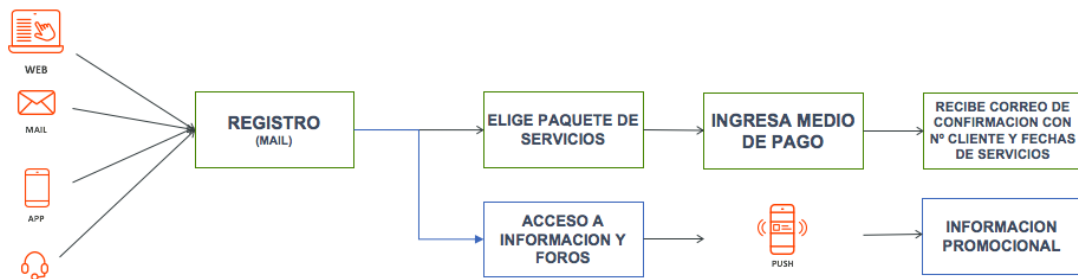 WEB
MAIL
APP
REGISTRO
(MAIL)
ELIGE PAQUETE DE
SERVICIOS
INGRESA MEDIO
DE PAGO
RECIBE CORREO DE
CONFIRMACION CON
Nº CLIENTE Y FECHAS
DE SERVICIOS
ACCESO A
INFORMACION Y
FOROS
PUSH
INFORMACION
PROMOCIONAL